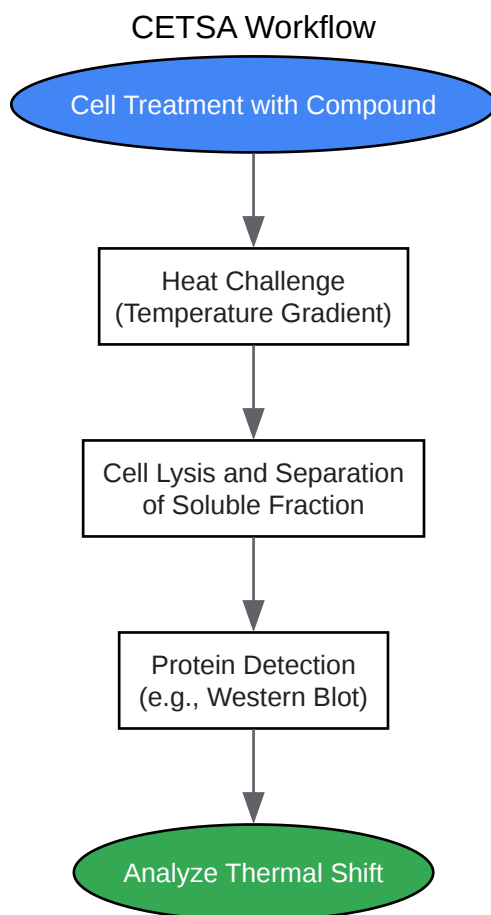 CETSA Workflow
Cell Treatment with Compound
Heat Challenge
(Temperature Gradient)
Cell Lysis and Separation
of Soluble Fraction
Protein Detection
(e.g., Western Blot)
Analyze Thermal Shift